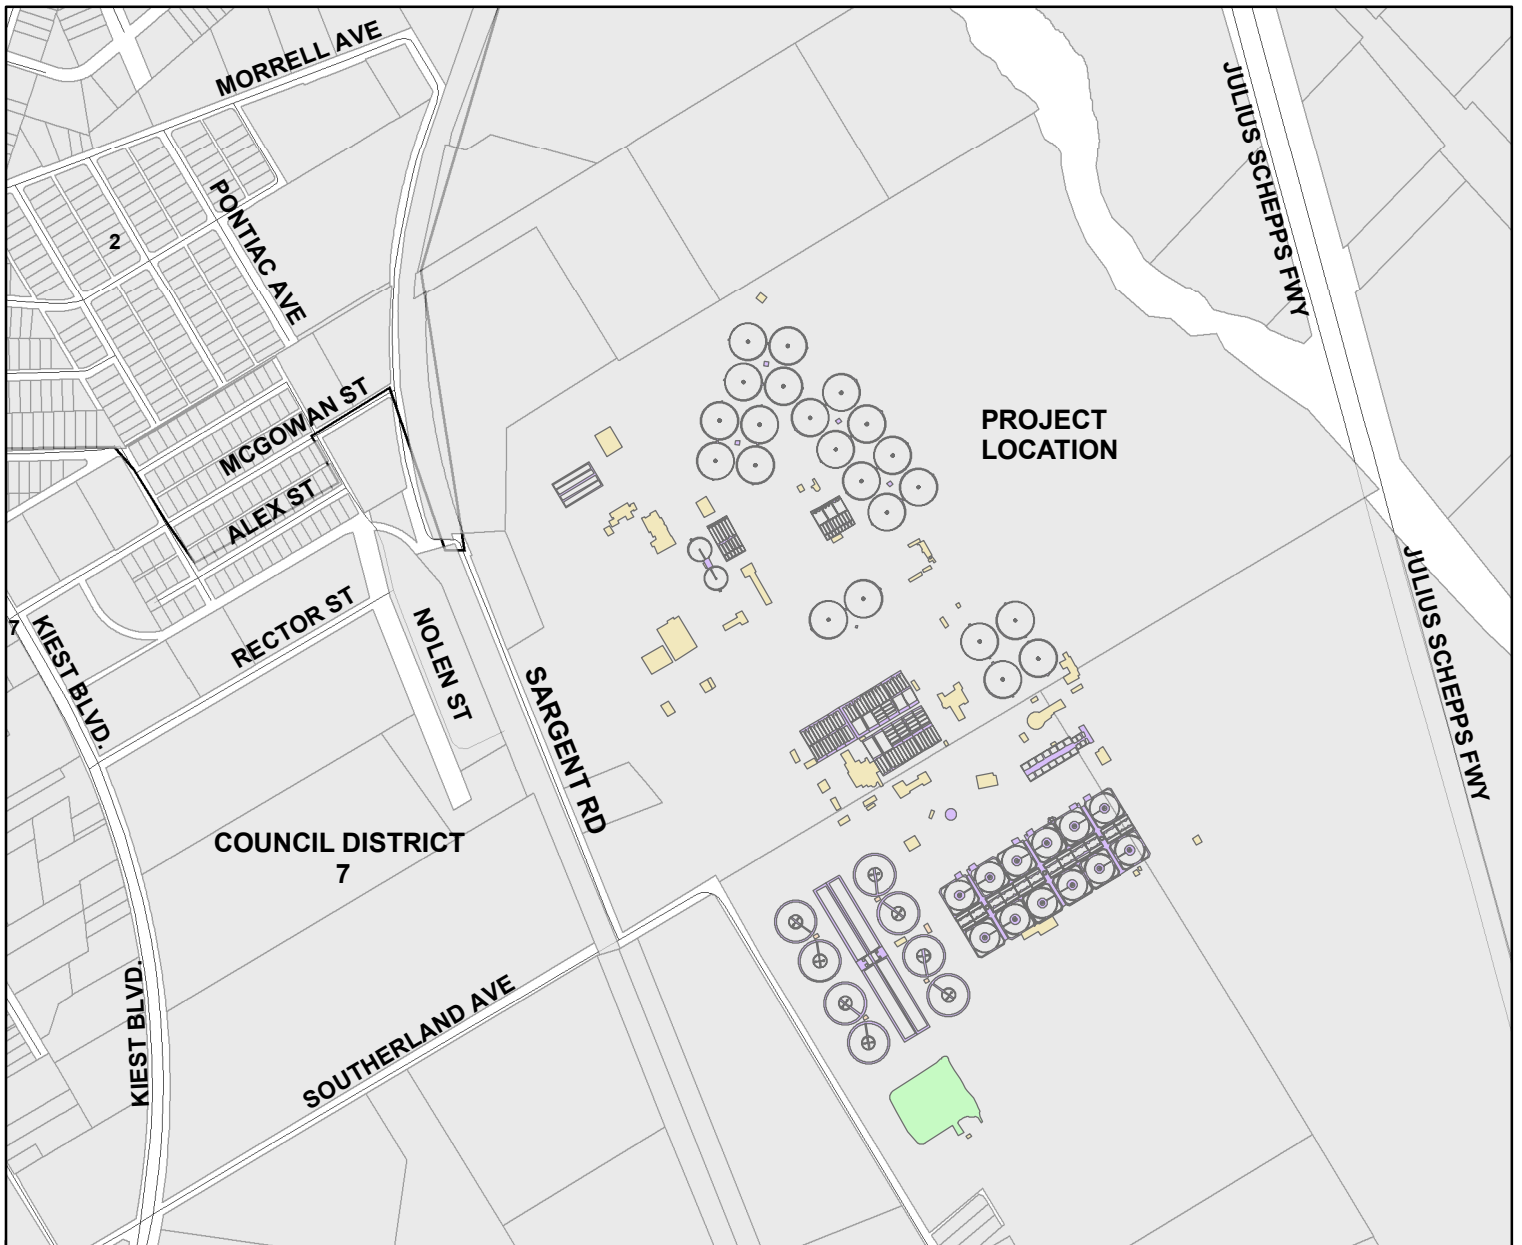 MORRELL AVE
JULIUS SCHEPPS FWY
PONTIAC AVE
2
MCGOWAN ST
PROJECT
LOCATION
ALEX ST
JULIUS SCHEPPS FWY
RECTOR ST
NOLEN ST
7
KIEST BLVD.
SARGENT RD
COUNCIL DISTRICT
7
KIEST BLVD.
SOUTHERLAND AVE